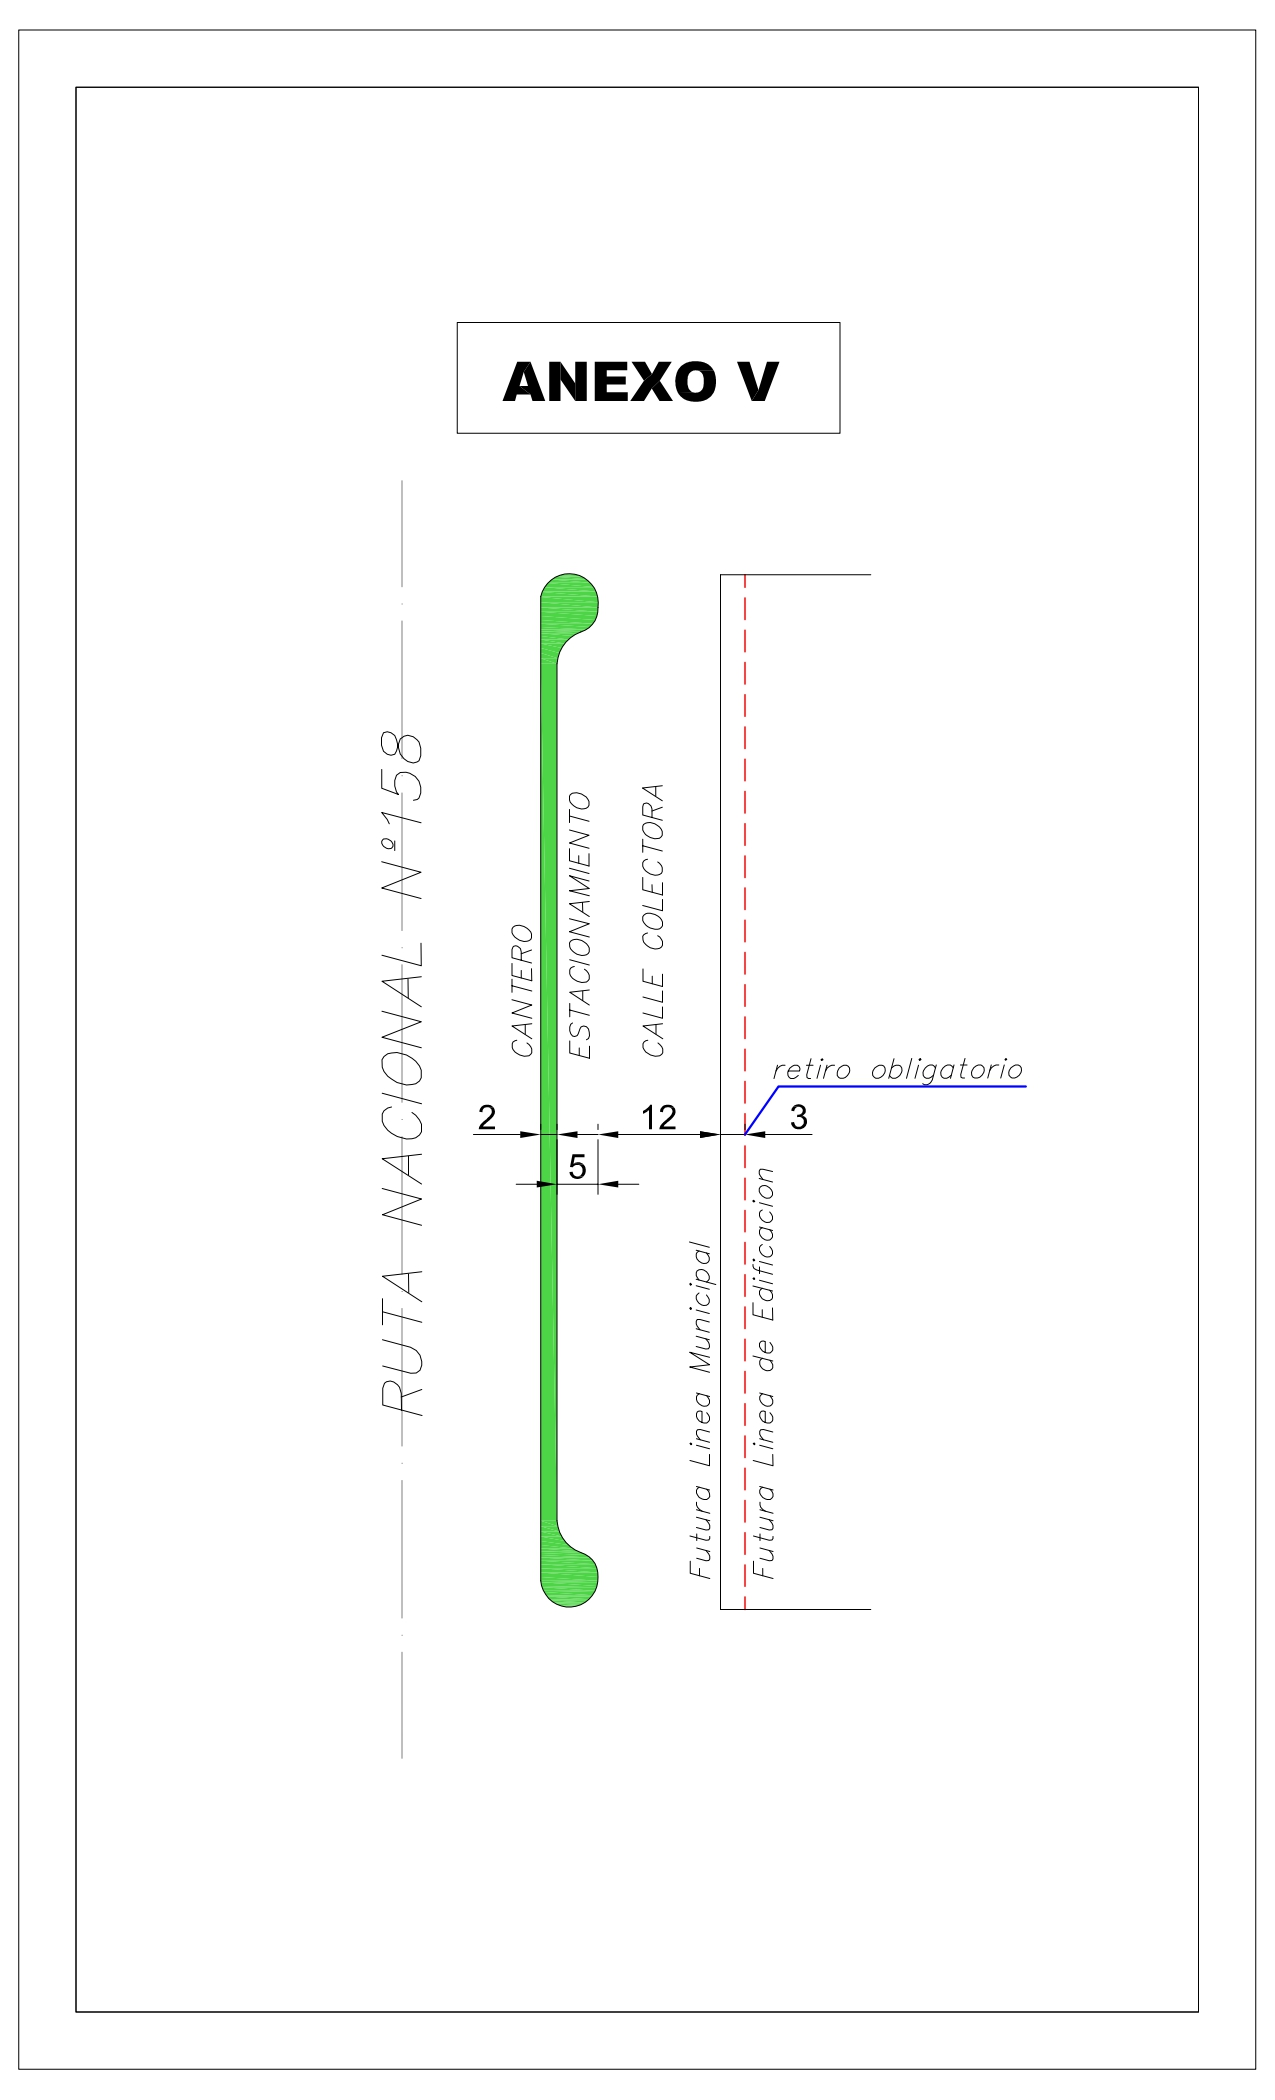 ANEXO V
RUTA NACIONAL Nº158
CANTERO
ESTACIONAMIENTO
CALLE COLECTORA
retiro obligatorio
2
12
3
5
Futura Linea Municipal
Futura Linea de Edificacion